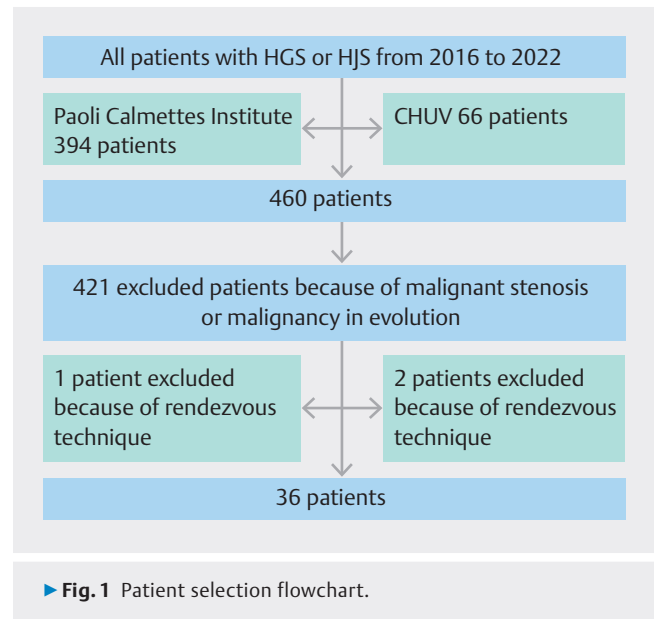 All patients with HGS or HJS from 2016 to 2022
Paoli Calmettes Institute
394 patients
CHUV 66 patients
460 patients
421 excluded patients because of malignant stenosis
or malignancy in evolution
1 patient excluded
because of rendezvous
technique
2 patients excluded
because of rendezvous
technique
36 patients
▶ Fig. 1 Patient selection flowchart.